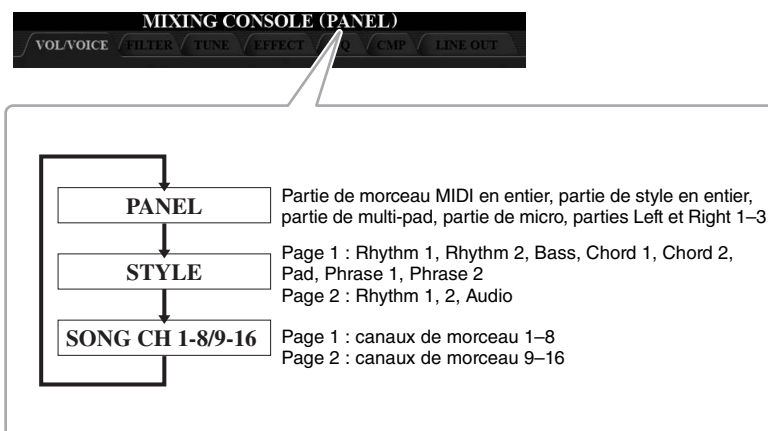 MIXING CONSOLE (PANEL)
VOL/VOICE FILTER TUNE EFFECT EQ CMP LINE OUT
PANEL
Partie de morceau MIDI en entier, partie de style en entier,
partie de multi-pad, partie de micro, parties Left et Right 1–3
STYLE
Page 1 : Rhythm 1, Rhythm 2, Bass, Chord 1, Chord 2,
Pad, Phrase 1, Phrase 2
Page 2 : Rhythm 1, 2, Audio
SONG CH 1-8/9-16
Page 1 : canaux de morceau 1–8
Page 2 : canaux de morceau 9–16